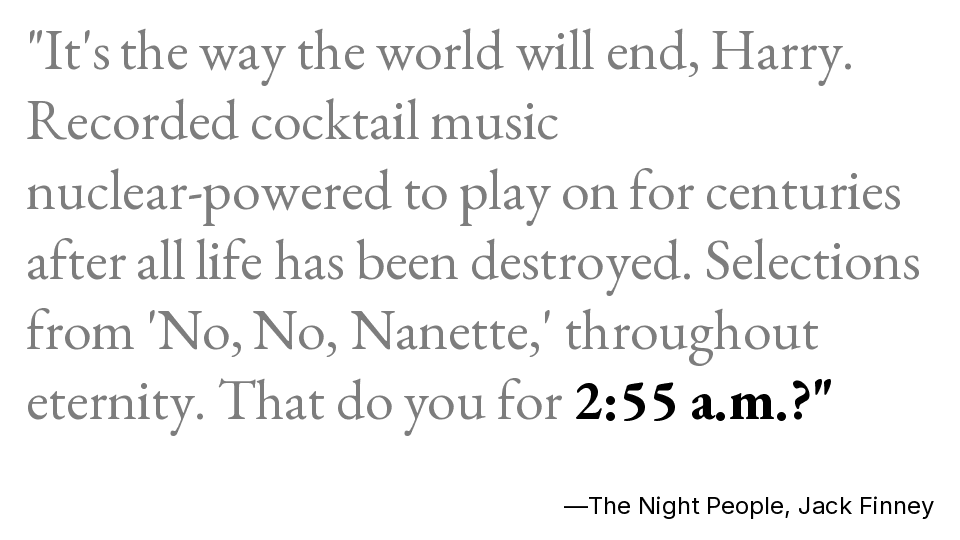 "It's the way the world will end, Harry.
Recorded cocktail music
nuclear-powered to play on for centuries
after all life has been destroyed. Selections
from 'No, No, Nanette,' throughout
eternity. That do you for 2:55 a.m.?"
—The Night People, Jack Finney